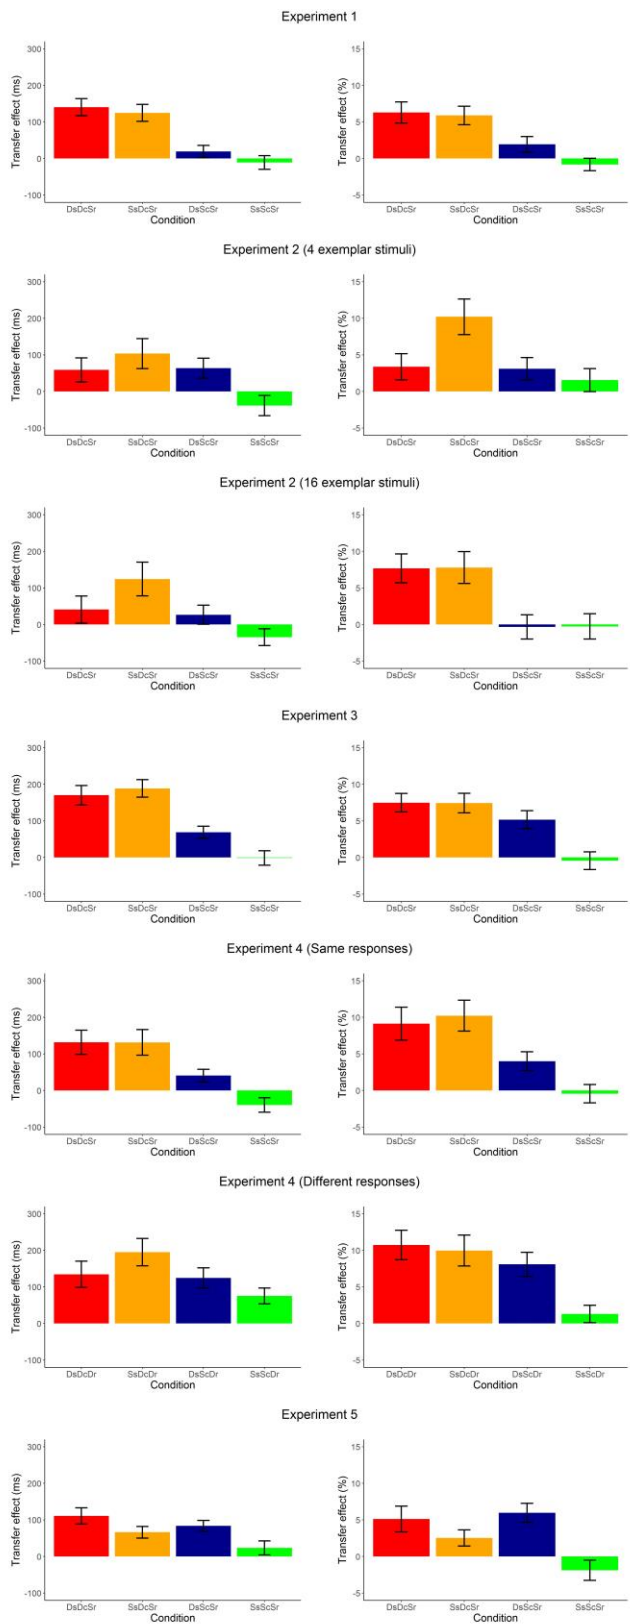 Experiment 1
Transfer effect (ms)
300
200
100
0
-100
DsDcSr SsDcSr DsScSr SsScSr
Condition
Transfer effect (%)
15
10
5
0
-5
DsDcSr SsDcSr DsScSr SsScSr
Condition
Experiment 2 (4 exemplar stimuli)
Transfer effect (ms)
300
200
100
0
-100
DsDcSr SsDcSr DsScSr SsScSr
Condition
Transfer effect (%)
15
10
5
0
-5
DsDcSr SsDcSr DsScSr SsScSr
Condition
Experiment 2 (16 exemplar stimuli)
Transfer effect (ms)
300
200
100
0
-100
DsDcSr SsDcSr DsScSr SsScSr
Condition
Transfer effect (%)
15
10
5
0
-5
DsDcSr SsDcSr DsScSr SsScSr
Condition
Experiment 3
Transfer effect (ms)
300
200
100
0
-100
DsDcSr SsDcSr DsScSr SsScSr
Condition
Transfer effect (%)
15
10
5
0
-5
DsDcSr SsDcSr DsScSr SsScSr
Condition
Experiment 4 (Same responses)
Transfer effect (ms)
300
200
100
0
-100
DsDcSr SsDcSr DsScSr SsScSr
Condition
Transfer effect (%)
15
10
5
0
-5
DsDcSr SsDcSr DsScSr SsScSr
Condition
Experiment 4 (Different responses)
Transfer effect (ms)
300
200
100
0
-100
DsDcDr SsDcDr DsScDr SsScDr
Condition
Transfer effect (%)
15
10
5
0
-5
DsDcDr SsDcDr DsScDr SsScDr
Condition
Experiment 5
Transfer effect (ms)
300
200
100
0
-100
DsDcSr SsDcSr DsScSr SsScSr
Condition
Transfer effect (%)
15
10
5
0
-5
DsDcSr SsDcSr DsScSr SsScSr
Condition